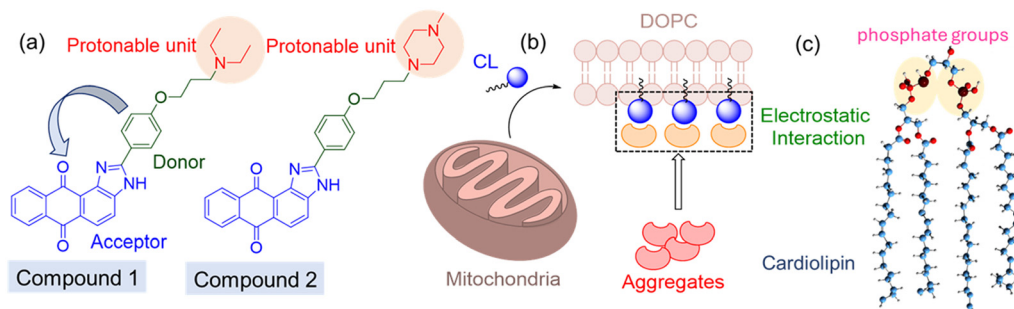 (a)
Protonable unit
Protonable unit
N
N
N
O
O
Donor
O
N
NH
O
Acceptor
O
N
NH
O
Compound 1
Compound 2
(b)
DOPC
CL
Electrostatic
Interaction
Mitochondria
Aggregates
(c)
phosphate groups
Cardiolipin